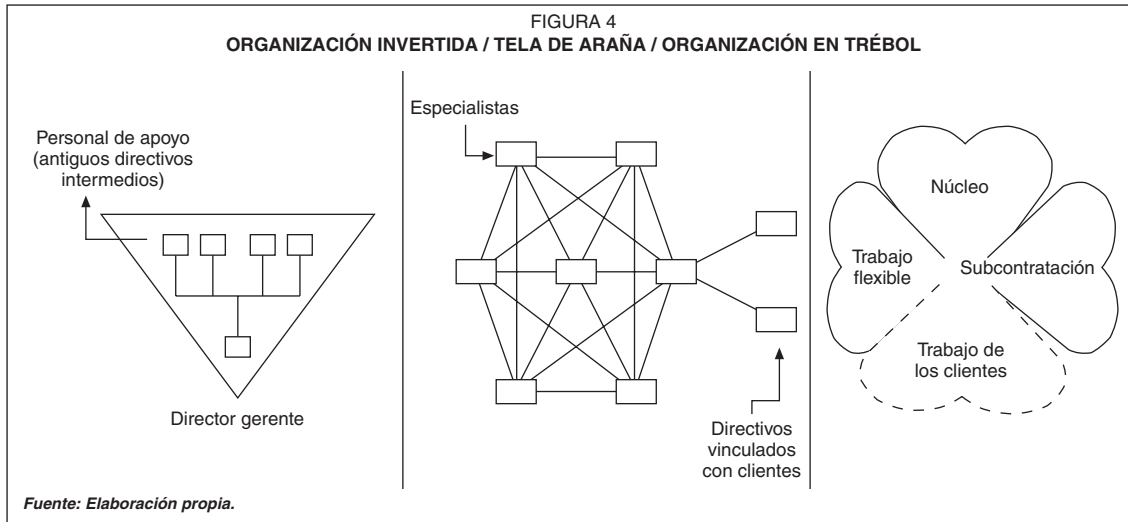 FIGURA 4
ORGANIZACIÓN INVERTIDA / TELA DE ARAÑA / ORGANIZACIÓN EN TRÉBOL
Personal de apoyo
(antiguos directivos
intermedios)
Director gerente
Especialistas
Directivos
vinculados
con clientes
Núcleo
Trabajo
flexible
Subcontratación
Trabajo de
los clientes
Fuente: Elaboración propia.